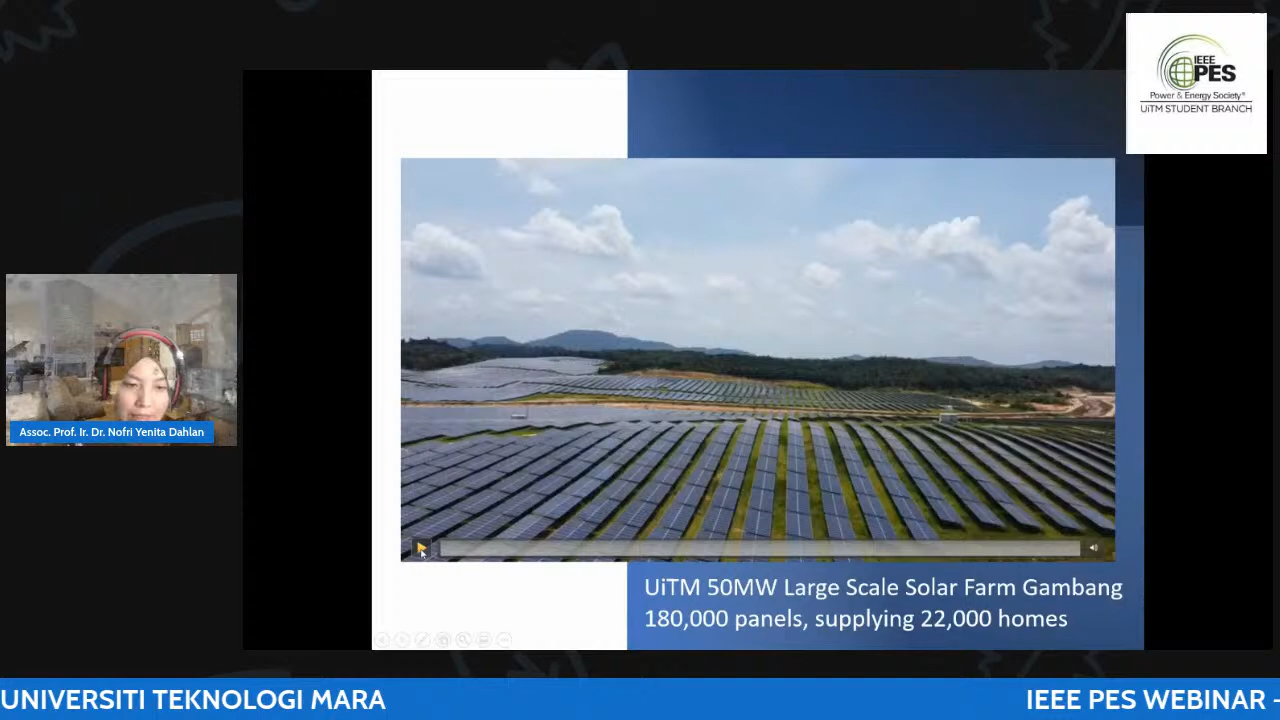 IEEE
PES
Power & Energy Society®
UiTM STUDENT BRANCH
Assoc. Prof. Ir. Dr. Nofri Yenita Dahlan
UiTM 50MW Large Scale Solar Farm Gambang
180,000 panels, supplying 22,000 homes
UNIVERSITI TEKNOLOGI MARA
IEEE PES WEBINAR -